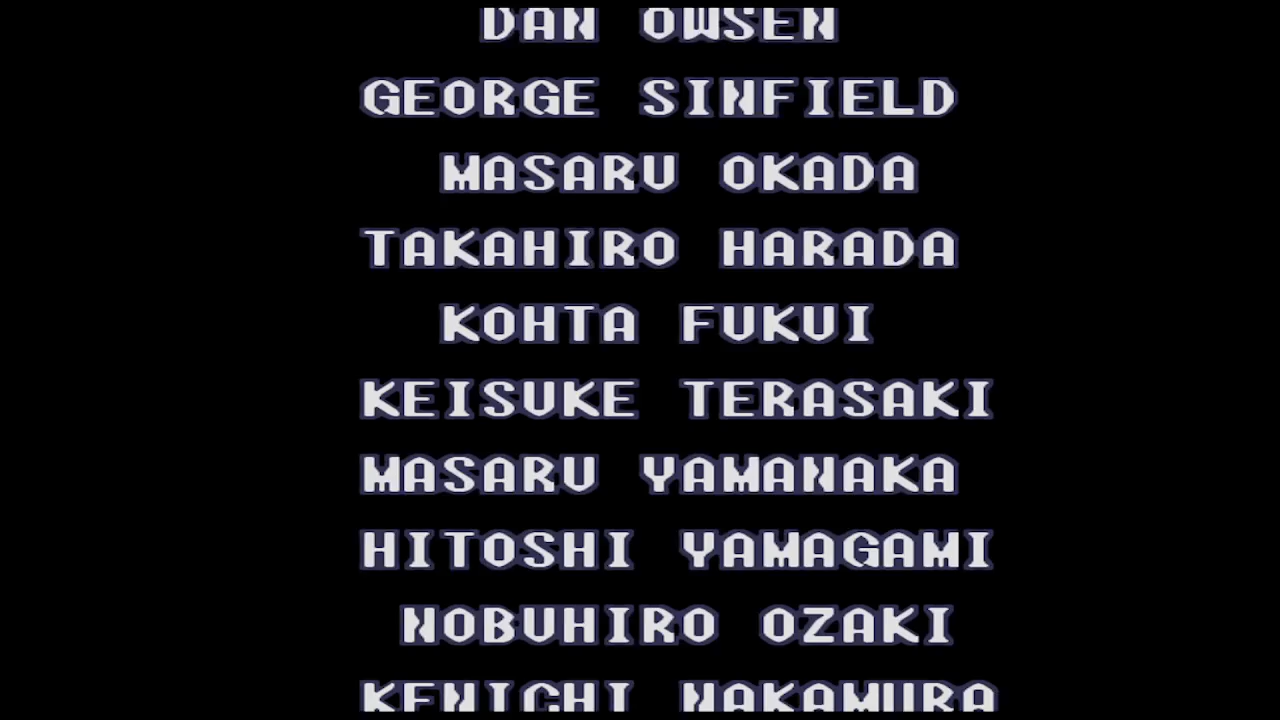 DAN OWSEN
GEORGE SINFIELD
MASARU OKADA
TAKAHIRO HARADA
KOHTA FUKUI
KEISUKE TERASAKI
MASARU YAMANAKA
HITOSHI YAMAGAMI
NOBUHIRO OZAKI
KENICHI NAKAMURA